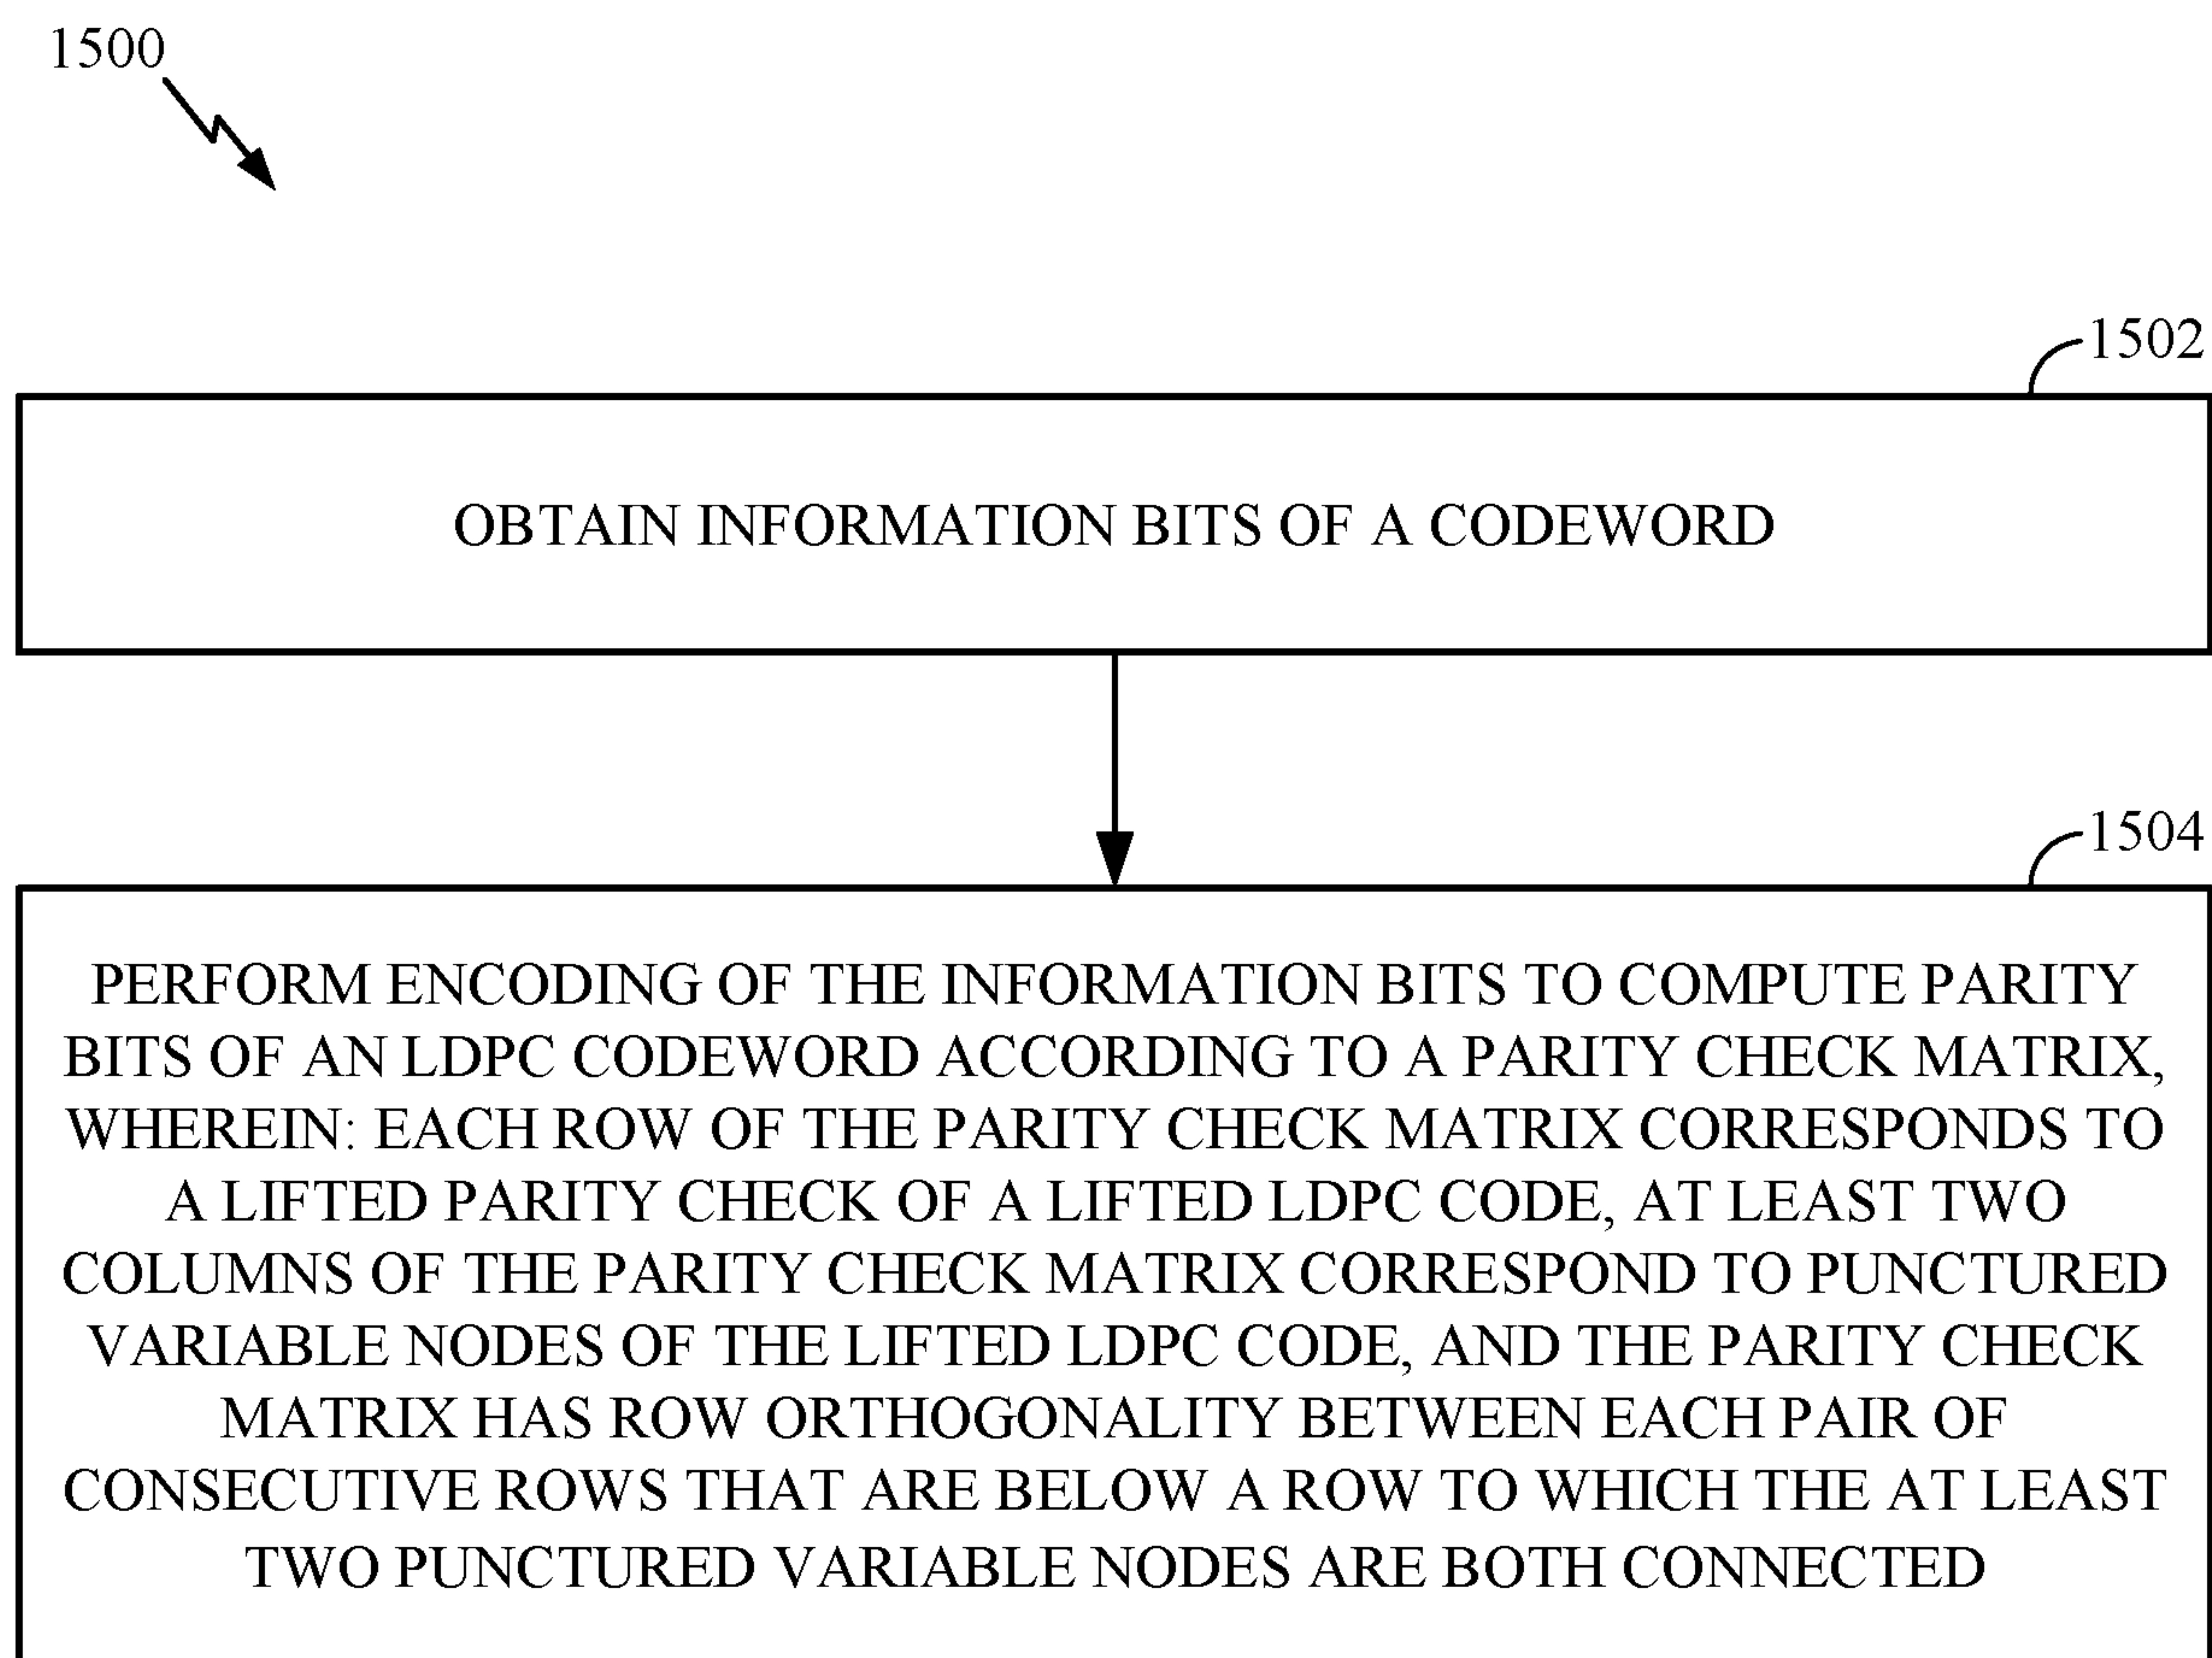 1500
1502
OBTAIN INFORMATION BITS OF A CODEWORD
1504
PERFORM ENCODING OF THE INFORMATION BITS TO COMPUTE PARITY
BITS OF AN LDPC CODEWORD ACCORDING TO A PARITY CHECK MATRIX,
WHEREIN: EACH ROW OF THE PARITY CHECK MATRIX CORRESPONDS TO
A LIFTED PARITY CHECK OF A LIFTED LDPC CODE, AT LEAST TWO
COLUMNS OF THE PARITY CHECK MATRIX CORRESPOND TO PUNCTURED
VARIABLE NODES OF THE LIFTED LDPC CODE, AND THE PARITY CHECK
MATRIX HAS ROW ORTHOGONALITY BETWEEN EACH PAIR OF
CONSECUTIVE ROWS THAT ARE BELOW A ROW TO WHICH THE AT LEAST
TWO PUNCTURED VARIABLE NODES ARE BOTH CONNECTED